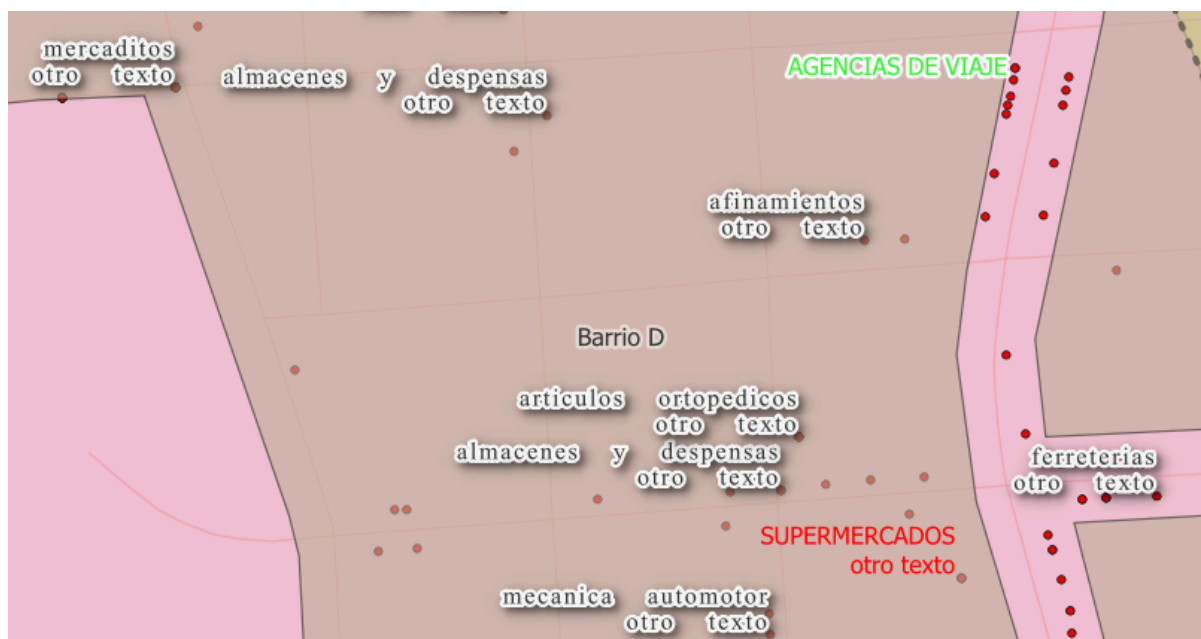 mercaditos
otro texto
almacenes y despensas
otro texto
AGENCIAS DE VIAJE
afinamientos
otro texto
Barrio D
articulos ortopedicos
otro texto
almacenes y despensas
otro texto
ferreterias
otro texto
SUPERMERCADOS
otro texto
mecanica automotor
otro texto